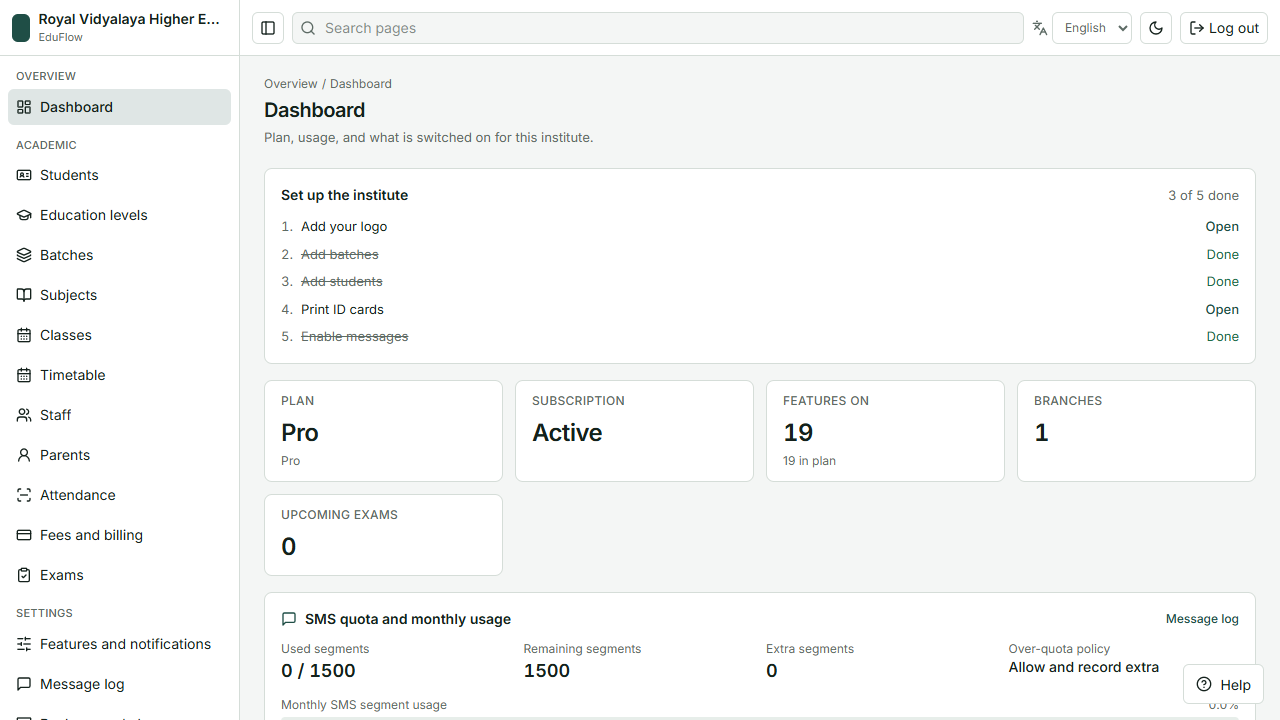 Royal Vidyalaya Higher E...
EduFlow
Search pages
English
Log out
OVERVIEW
Dashboard
ACADEMIC
Students
Education levels
Batches
Subjects
Classes
Timetable
Staff
Parents
Attendance
Fees and billing
Exams
SETTINGS
Features and notifications
Message log
Overview / Dashboard
Dashboard
Plan, usage, and what is switched on for this institute.
Set up the institute
3 of 5 done
1. Add your logo Open
2. Add batches Done
3. Add students Done
4. Print ID cards Open
5. Enable messages Done
PLAN
Pro
Pro
SUBSCRIPTION
Active
FEATURES ON
19
19 in plan
BRANCHES
1
UPCOMING EXAMS
0
SMS quota and monthly usage
Message log
Used segments
0 / 1500
Remaining segments
1500
Extra segments
0
Over-quota policy
Allow and record extra
Monthly SMS segment usage
0.0%
Help